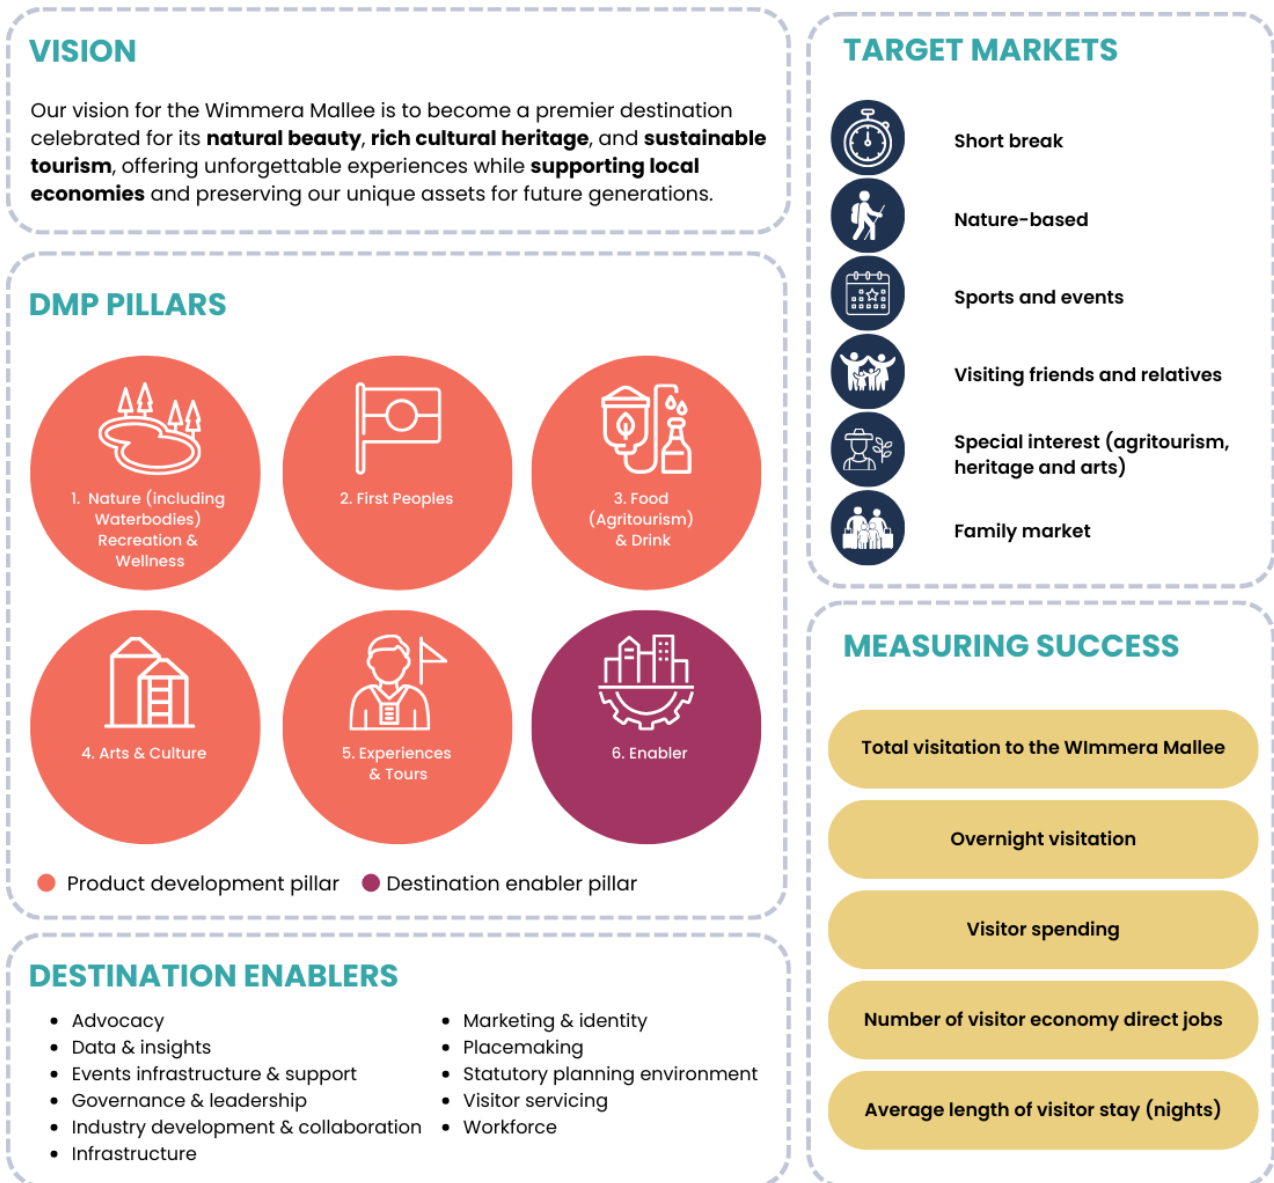 VISION
Our vision for the Wimmera Mallee is to become a premier destination
celebrated for its natural beauty, rich cultural heritage, and sustainable
tourism, offering unforgettable experiences while supporting local
economies and preserving our unique assets for future generations.
DMP PILLARS
1. Nature (including
Waterbodies)
Recreation &
Wellness
2. First Peoples
3. Food
(Agritourism)
& Drink
4. Arts & Culture
5. Experiences
& Tours
6. Enabler
Product development pillar
Destination enabler pillar
DESTINATION ENABLERS
• Advocacy
• Data & insights
• Events infrastructure & support
• Governance & leadership
• Industry development & collaboration
• Infrastructure
• Marketing & identity
• Placemaking
• Statutory planning environment
• Visitor servicing
• Workforce
TARGET MARKETS
Short break
Nature-based
Sports and events
Visiting friends and relatives
Special interest (agritourism,
heritage and arts)
Family market
MEASURING SUCCESS
Total visitation to the WImmera Mallee
Overnight visitation
Visitor spending
Number of visitor economy direct jobs
Average length of visitor stay (nights)